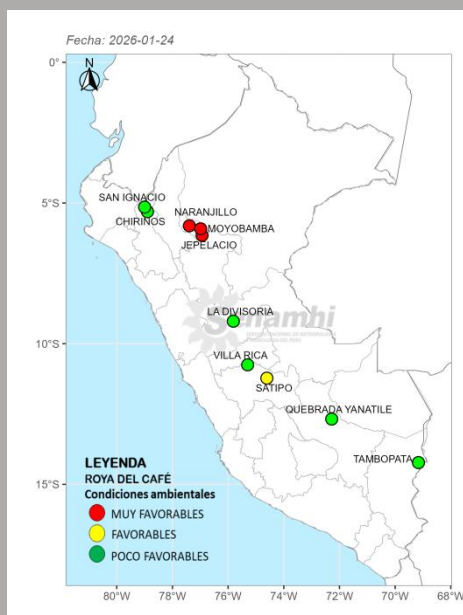 Fecha: 2026-01-24
N
0°
5°S
10°S
15°S
SAN IGNACIO
CHIRINOS
NARANJILLO
MOYOBAMBA
JEPELACIO
LA DIVISORIA
Senamhi
VILLA RICA
SATIPO
QUEBRADA YANATILE
TAMBOPATA
LEYENDA
ROYA DEL CAFÉ
Condiciones ambientales
MUY FAVORABLES
FAVORABLES
POCO FAVORABLES
80°W 78°W 76°W 74°W 72°W 70°W 68°W